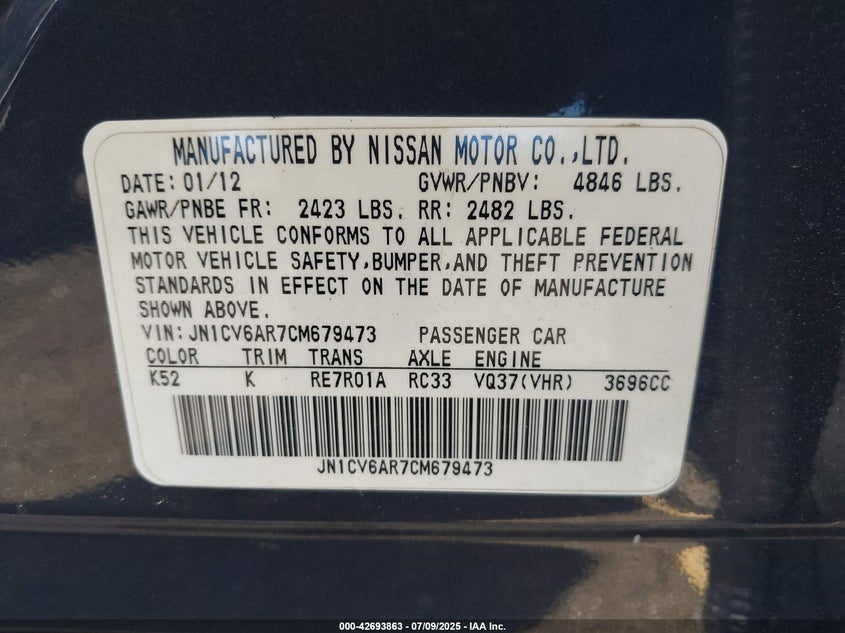 MANUFACTURED BY NISSAN MOTOR CO.,LTD.
DATE: 01/12 GVWR/PNBV: 4846 LBS.
GAWR/PNBE FR: 2423 LBS. RR: 2482 LBS.
THIS VEHICLE CONFORMS TO ALL APPLICABLE FEDERAL
MOTOR VEHICLE SAFETY,BUMPER,AND THEFT PREVENTION
STANDARDS IN EFFECT ON THE DATE OF MANUFACTURE
SHOWN ABOVE.
VIN: JN1CV6AR7CM679473 PASSENGER CAR
COLOR TRIM TRANS AXLE ENGINE
K52 K RE7R01A RC33 VQ37(VHR) 3696CC
JN1CV6AR7CM679473
000-42693863 / 07/09/2025 - IAA Inc.